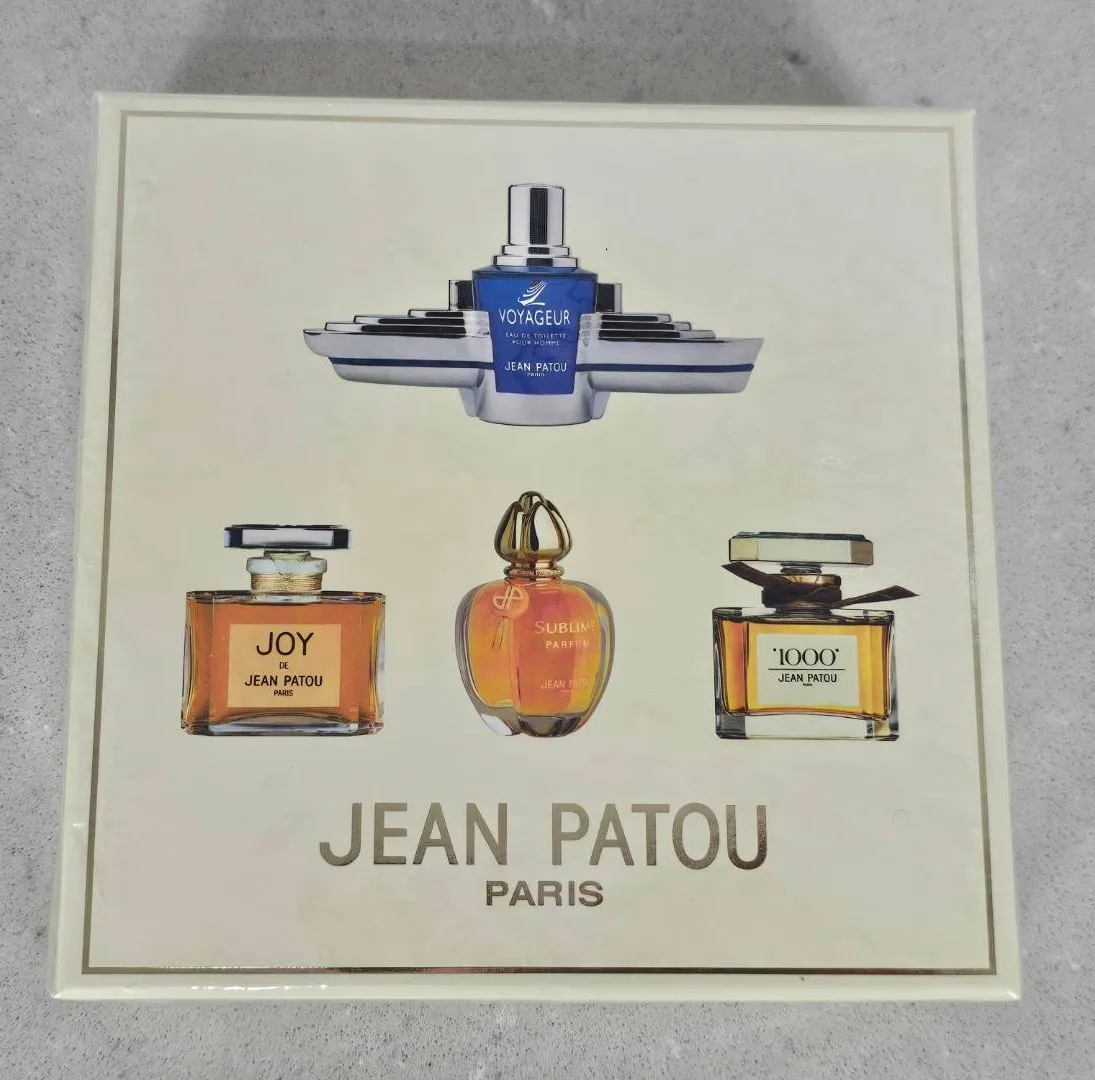 VOYAGEUR
EAU DE TOILETTE
POUR HOMME
JEAN PATOU
PARIS
JOY
DE
JEAN PATOU
PARIS
SUBLIME
PARFUM
JEAN PATOU
'1000'
JEAN PATOU
PARIS
JEAN PATOU
PARIS